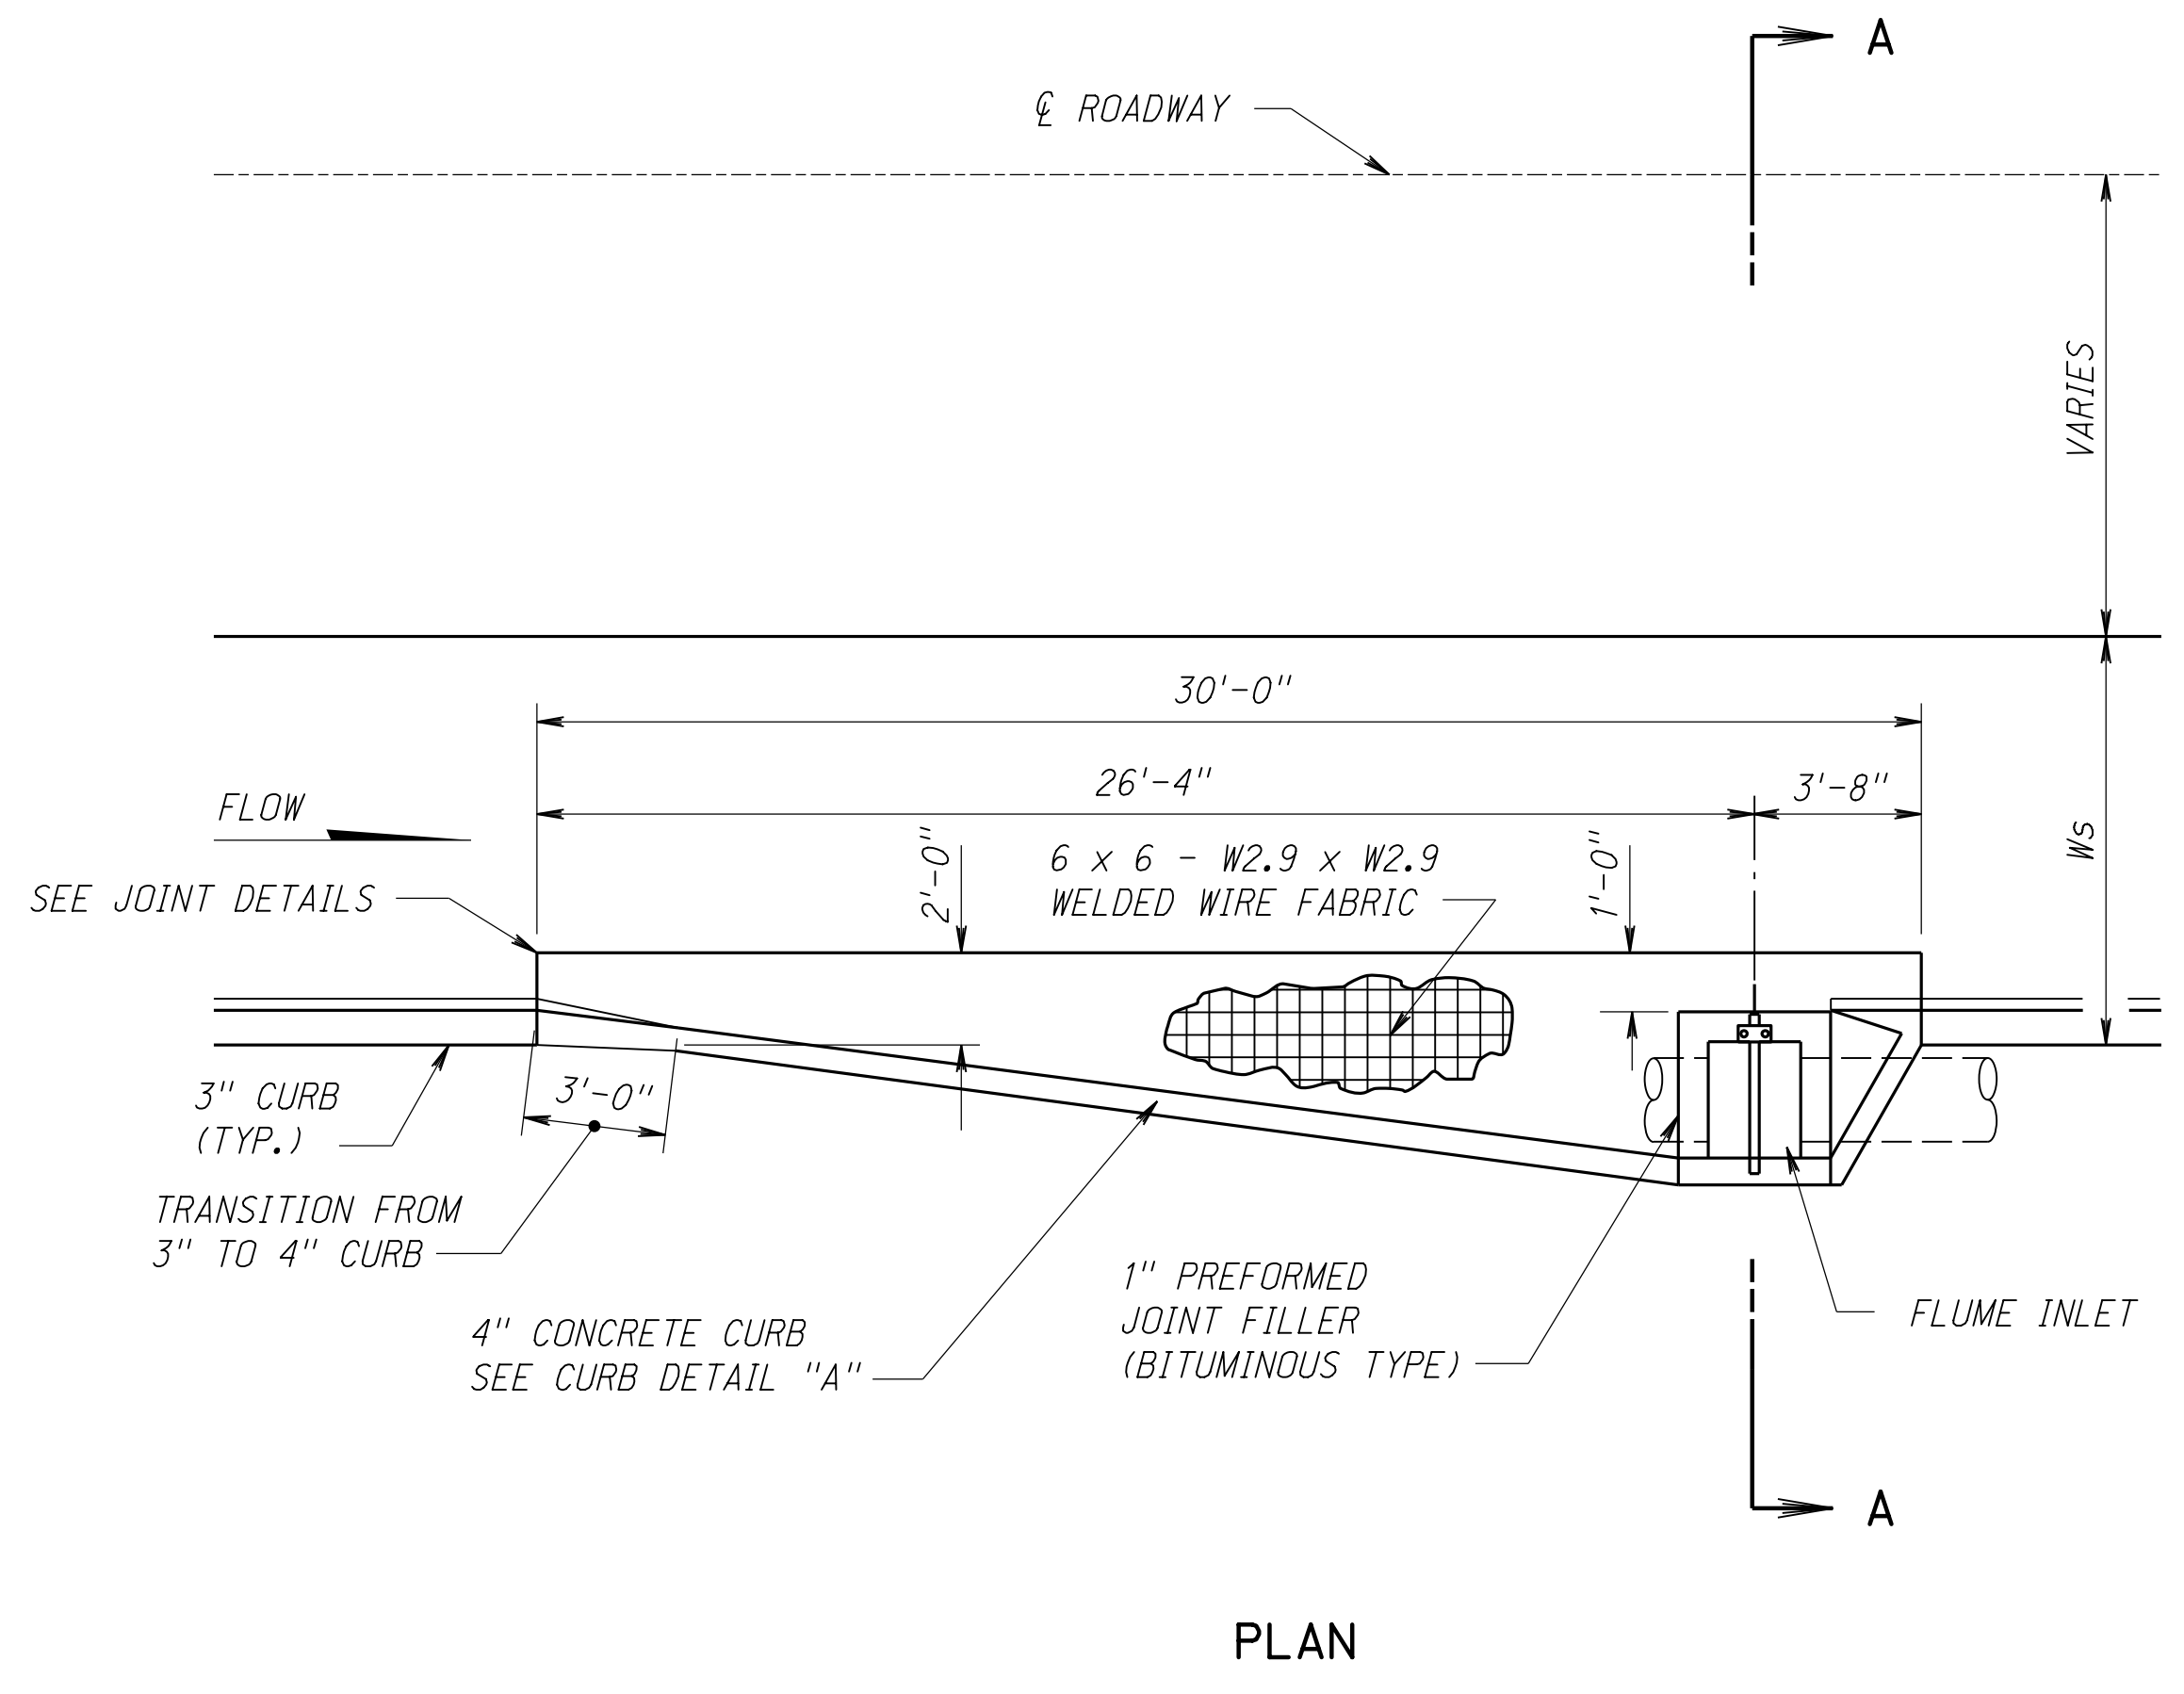 A
℄ ROADWAY
VARIES
30'-0"
26'-4"
3'-8"
FLOW
2'-0"
6 x 6 - W2.9 x W2.9
WELDED WIRE FABRIC
1'-0"
Ws
SEE JOINT DETAILS
3" CURB
(TYP.)
3'-0"
TRANSITION FROM
3" TO 4" CURB
4" CONCRETE CURB
SEE CURB DETAIL "A"
1" PREFORMED
JOINT FILLER
(BITUMINOUS TYPE)
FLUME INLET
A
PLAN